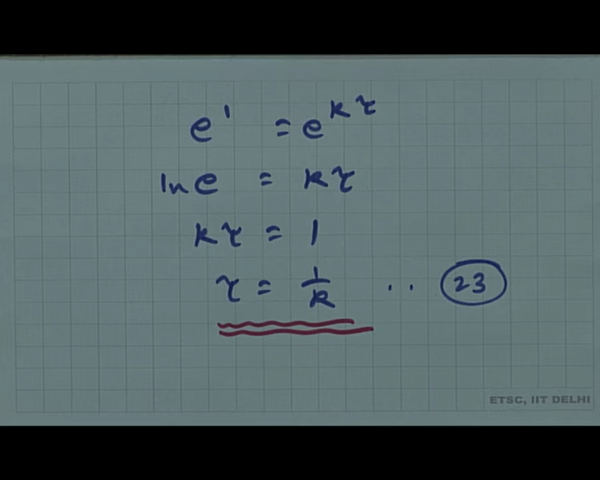 e¹ = e^{kτ}
ln e = kτ
kτ = 1
τ = 1/k .. 23
ETSC, IIT DELHI